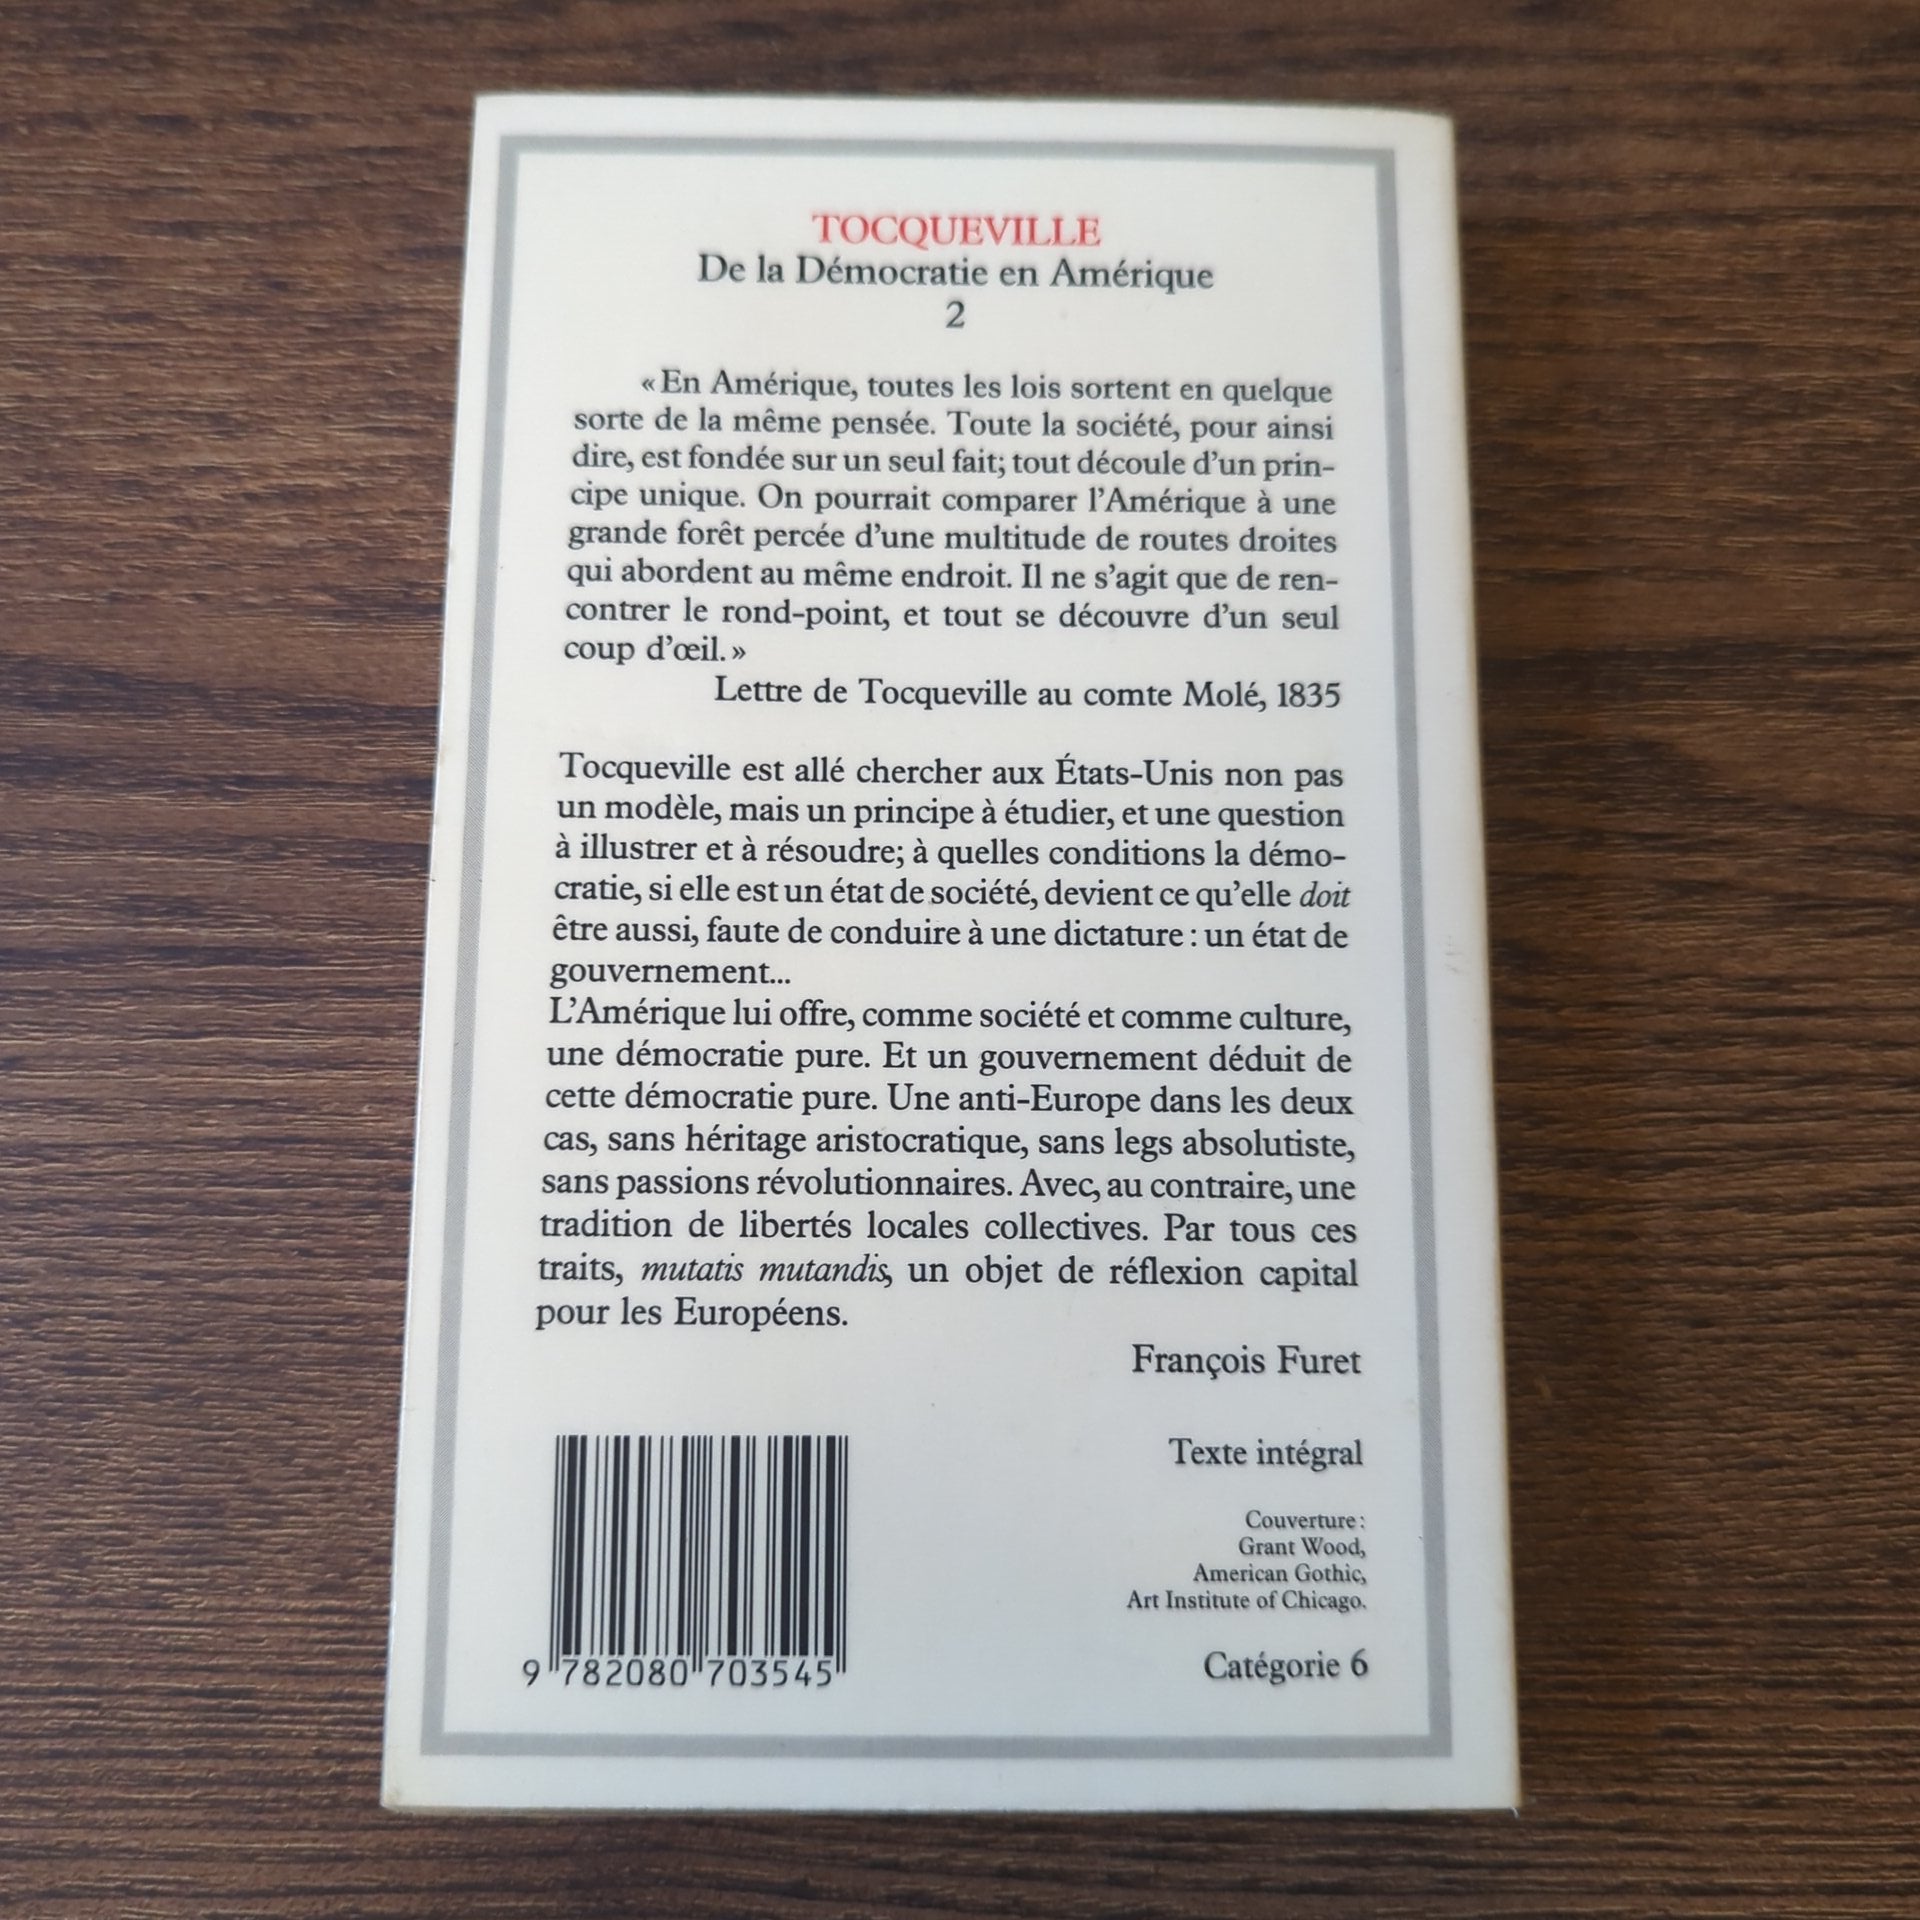 TOCQUEVILLE
De la Démocratie en Amérique
2
« En Amérique, toutes les lois sortent en quelque
sorte de la même pensée. Toute la société, pour ainsi
dire, est fondée sur un seul fait; tout découle d'un prin-
cipe unique. On pourrait comparer l'Amérique à une
grande forêt percée d'une multitude de routes droites
qui abordent au même endroit. Il ne s'agit que de ren-
contrer le rond-point, et tout se découvre d'un seul
coup d'œil. »
Lettre de Tocqueville au comte Molé, 1835
Tocqueville est allé chercher aux États-Unis non pas
un modèle, mais un principe à étudier, et une question
à illustrer et à résoudre; à quelles conditions la démo-
cratie, si elle est un état de société, devient ce qu'elle doit
être aussi, faute de conduire à une dictature : un état de
gouvernement...
L'Amérique lui offre, comme société et comme culture,
une démocratie pure. Et un gouvernement déduit de
cette démocratie pure. Une anti-Europe dans les deux
cas, sans héritage aristocratique, sans legs absolutiste,
sans passions révolutionnaires. Avec, au contraire, une
tradition de libertés locales collectives. Par tous ces
traits, mutatis mutandis, un objet de réflexion capital
pour les Européens.
François Furet
Texte intégral
Couverture :
Grant Wood,
American Gothic,
Art Institute of Chicago.
Catégorie 6
9 782080 703545